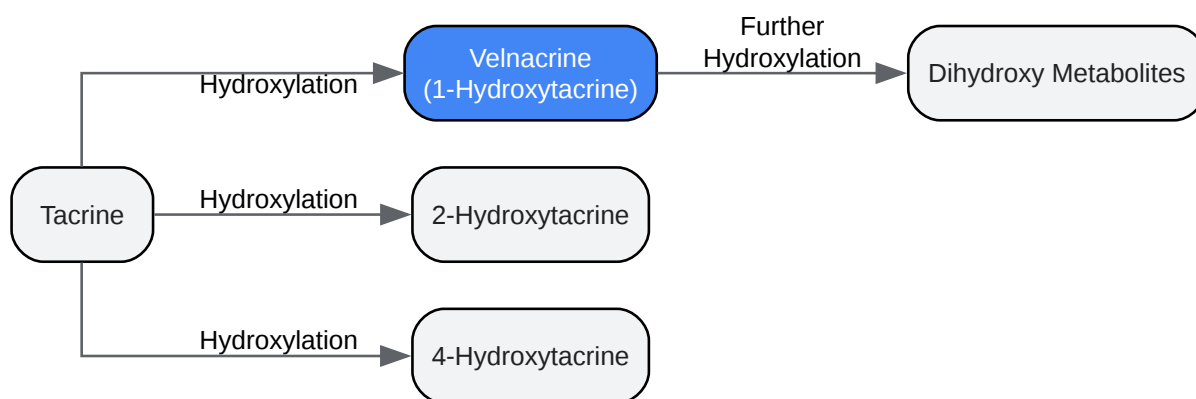 Further
Hydroxylation
Velnacrine
(1-Hydroxytacrine)
Hydroxylation
Dihydroxy Metabolites
Hydroxylation
Tacrine
2-Hydroxytacrine
Hydroxylation
4-Hydroxytacrine